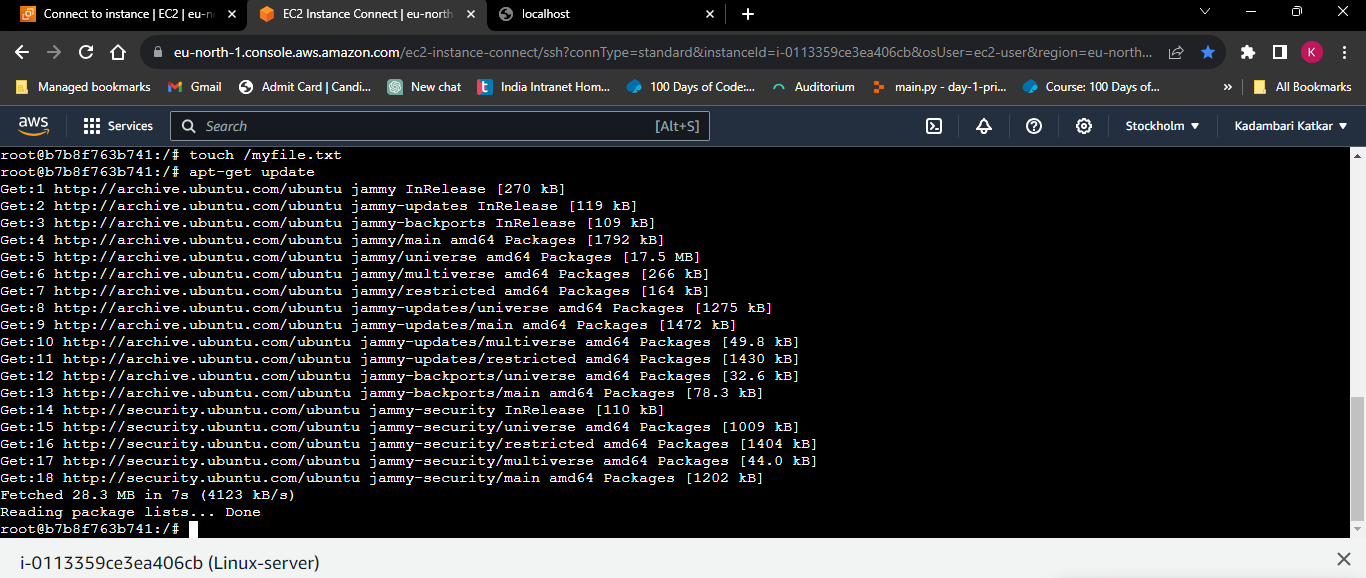 Connect to instance | EC2 | eu-n
EC2 Instance Connect | eu-north
localhost
eu-north-1.console.aws.amazon.com/ec2-instance-connect/ssh?connType=standard&instanceId=i-0113359ce3ea406cb&osUser=ec2-user&region=eu-north...
K
Managed bookmarks
Gmail
Admit Card | Candi...
New chat
India Intranet Hom...
100 Days of Code:...
Auditorium
main.py - day-1-pri...
Course: 100 Days of...
»
All Bookmarks
aws
Services
Search
[Alt+S]
Stockholm
Kadambari Katkar
root@b7b8f763b741:/# touch /myfile.txt
root@b7b8f763b741:/# apt-get update
Get:1 http://archive.ubuntu.com/ubuntu jammy InRelease [270 kB]
Get:2 http://archive.ubuntu.com/ubuntu jammy-updates InRelease [119 kB]
Get:3 http://archive.ubuntu.com/ubuntu jammy-backports InRelease [109 kB]
Get:4 http://archive.ubuntu.com/ubuntu jammy/main amd64 Packages [1792 kB]
Get:5 http://archive.ubuntu.com/ubuntu jammy/universe amd64 Packages [17.5 MB]
Get:6 http://archive.ubuntu.com/ubuntu jammy/multiverse amd64 Packages [266 kB]
Get:7 http://archive.ubuntu.com/ubuntu jammy/restricted amd64 Packages [164 kB]
Get:8 http://archive.ubuntu.com/ubuntu jammy-updates/universe amd64 Packages [1275 kB]
Get:9 http://archive.ubuntu.com/ubuntu jammy-updates/main amd64 Packages [1472 kB]
Get:10 http://archive.ubuntu.com/ubuntu jammy-updates/multiverse amd64 Packages [49.8 kB]
Get:11 http://archive.ubuntu.com/ubuntu jammy-updates/restricted amd64 Packages [1430 kB]
Get:12 http://archive.ubuntu.com/ubuntu jammy-backports/universe amd64 Packages [32.6 kB]
Get:13 http://archive.ubuntu.com/ubuntu jammy-backports/main amd64 Packages [78.3 kB]
Get:14 http://security.ubuntu.com/ubuntu jammy-security InRelease [110 kB]
Get:15 http://security.ubuntu.com/ubuntu jammy-security/universe amd64 Packages [1009 kB]
Get:16 http://security.ubuntu.com/ubuntu jammy-security/restricted amd64 Packages [1404 kB]
Get:17 http://security.ubuntu.com/ubuntu jammy-security/multiverse amd64 Packages [44.0 kB]
Get:18 http://security.ubuntu.com/ubuntu jammy-security/main amd64 Packages [1202 kB]
Fetched 28.3 MB in 7s (4123 kB/s)
Reading package lists... Done
root@b7b8f763b741:/#
i-0113359ce3ea406cb (Linux-server)